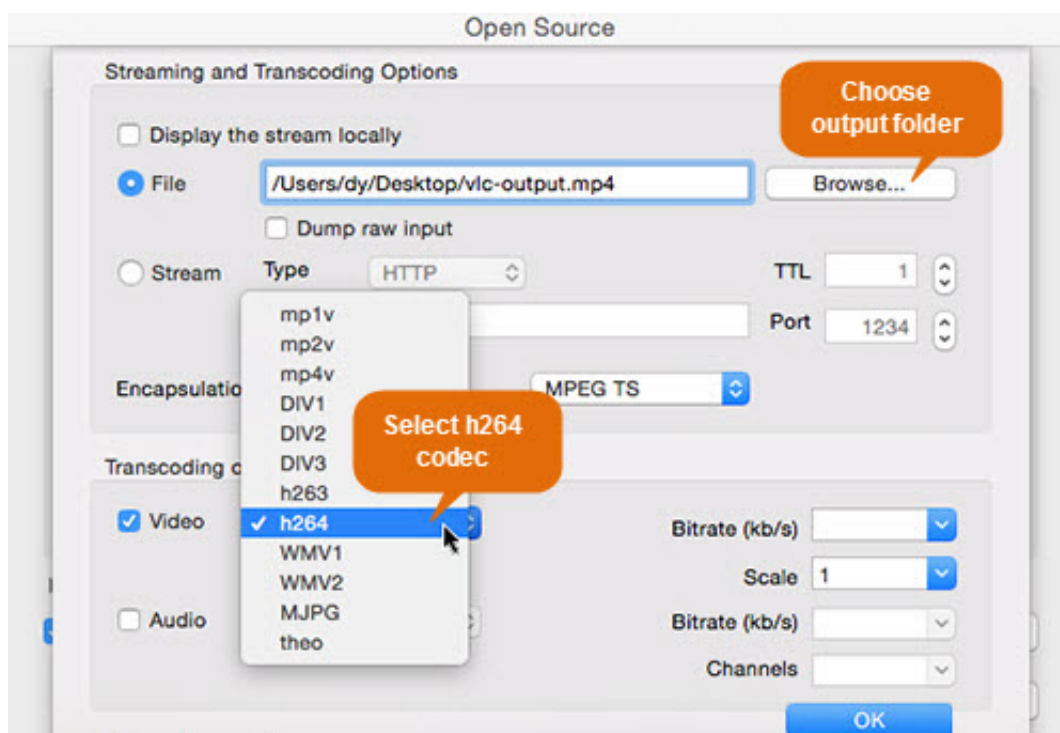 Open Source
Streaming and Transcoding Options
Choose
output folder
Display the stream locally
File
/Users/dy/Desktop/vlc-output.mp4
Browse...
Dump raw input
Stream
Type
HTTP
TTL
1
mp1v
mp2v
mp4v
DIV1
DIV2
DIV3
h263
✓ h264
WMV1
WMV2
MJPG
theo
Port
1234
Encapsulatio
MPEG TS
Select h264
codec
Transcoding o
Video
Bitrate (kb/s)
Scale
1
Audio
Bitrate (kb/s)
Channels
OK